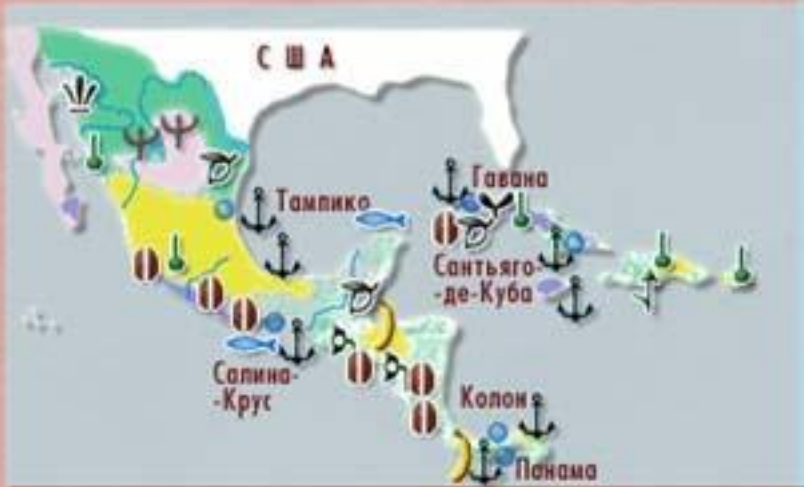 США
Гавана
Тампико
Сантьяго-
-де-Куба
Салина-
-Крус
Колон
Панама